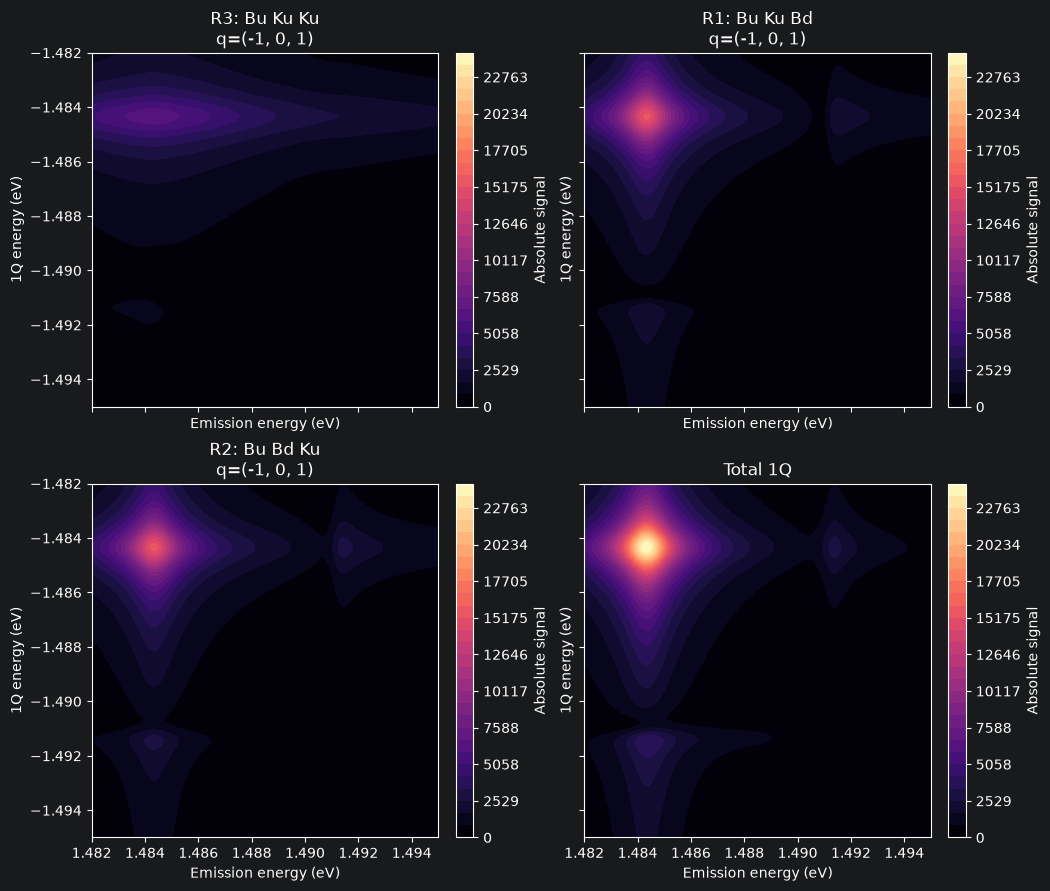 R3: Bu Ku Ku
q=(-1, 0, 1)
−1.482
−1.484
−1.486
−1.488
−1.490
−1.492
−1.494
1Q energy (eV)
Emission energy (eV)
22763
20234
17705
15175
12646
10117
7588
5058
2529
0
Absolute signal
R1: Bu Ku Bd
q=(-1, 0, 1)
1Q energy (eV)
Emission energy (eV)
22763
20234
17705
15175
12646
10117
7588
5058
2529
0
Absolute signal
R2: Bu Bd Ku
q=(-1, 0, 1)
−1.482
−1.484
−1.486
−1.488
−1.490
−1.492
−1.494
1Q energy (eV)
1.482 1.484 1.486 1.488 1.490 1.492 1.494
Emission energy (eV)
22763
20234
17705
15175
12646
10117
7588
5058
2529
0
Absolute signal
Total 1Q
1Q energy (eV)
1.482 1.484 1.486 1.488 1.490 1.492 1.494
Emission energy (eV)
22763
20234
17705
15175
12646
10117
7588
5058
2529
0
Absolute signal